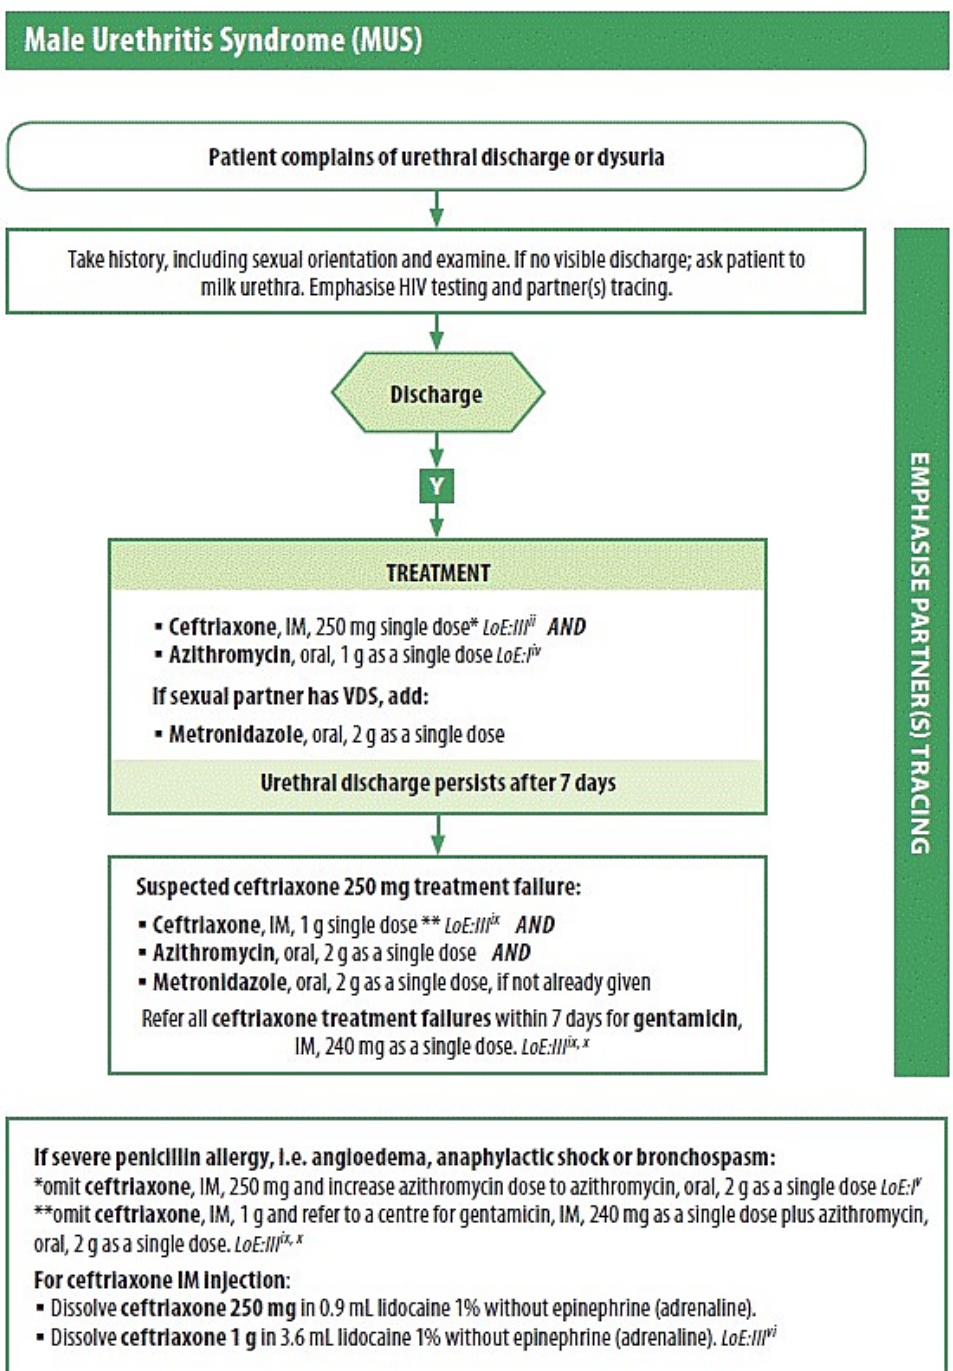 Male Urethritis Syndrome (MUS)
Patient complains of urethral discharge or dysuria
Take history, including sexual orientation and examine. If no visible discharge; ask patient to
milk urethra. Emphasise HIV testing and partner(s) tracing.
Discharge
Y
TREATMENT
▪ Ceftriaxone, IM, 250 mg single dose* LoE:IIIⁱⁱ AND
▪ Azithromycin, oral, 1 g as a single dose LoE:Iⁱᵛ
If sexual partner has VDS, add:
▪ Metronidazole, oral, 2 g as a single dose
Urethral discharge persists after 7 days
Suspected ceftriaxone 250 mg treatment failure:
▪ Ceftriaxone, IM, 1 g single dose ** LoE:IIIⁱˣ AND
▪ Azithromycin, oral, 2 g as a single dose AND
▪ Metronidazole, oral, 2 g as a single dose, if not already given
Refer all ceftriaxone treatment failures within 7 days for gentamicin,
IM, 240 mg as a single dose. LoE:IIIⁱˣ, ˣ
EMPHASISE PARTNER(S) TRACING
If severe penicillin allergy, i.e. angioedema, anaphylactic shock or bronchospasm:
*omit ceftriaxone, IM, 250 mg and increase azithromycin dose to azithromycin, oral, 2 g as a single dose LoE:Iᵛ
**omit ceftriaxone, IM, 1 g and refer to a centre for gentamicin, IM, 240 mg as a single dose plus azithromycin,
oral, 2 g as a single dose. LoE:IIIⁱˣ, ˣ
For ceftriaxone IM injection:
▪ Dissolve ceftriaxone 250 mg in 0.9 mL lidocaine 1% without epinephrine (adrenaline).
▪ Dissolve ceftriaxone 1 g in 3.6 mL lidocaine 1% without epinephrine (adrenaline). LoE:IIIᵛⁱ